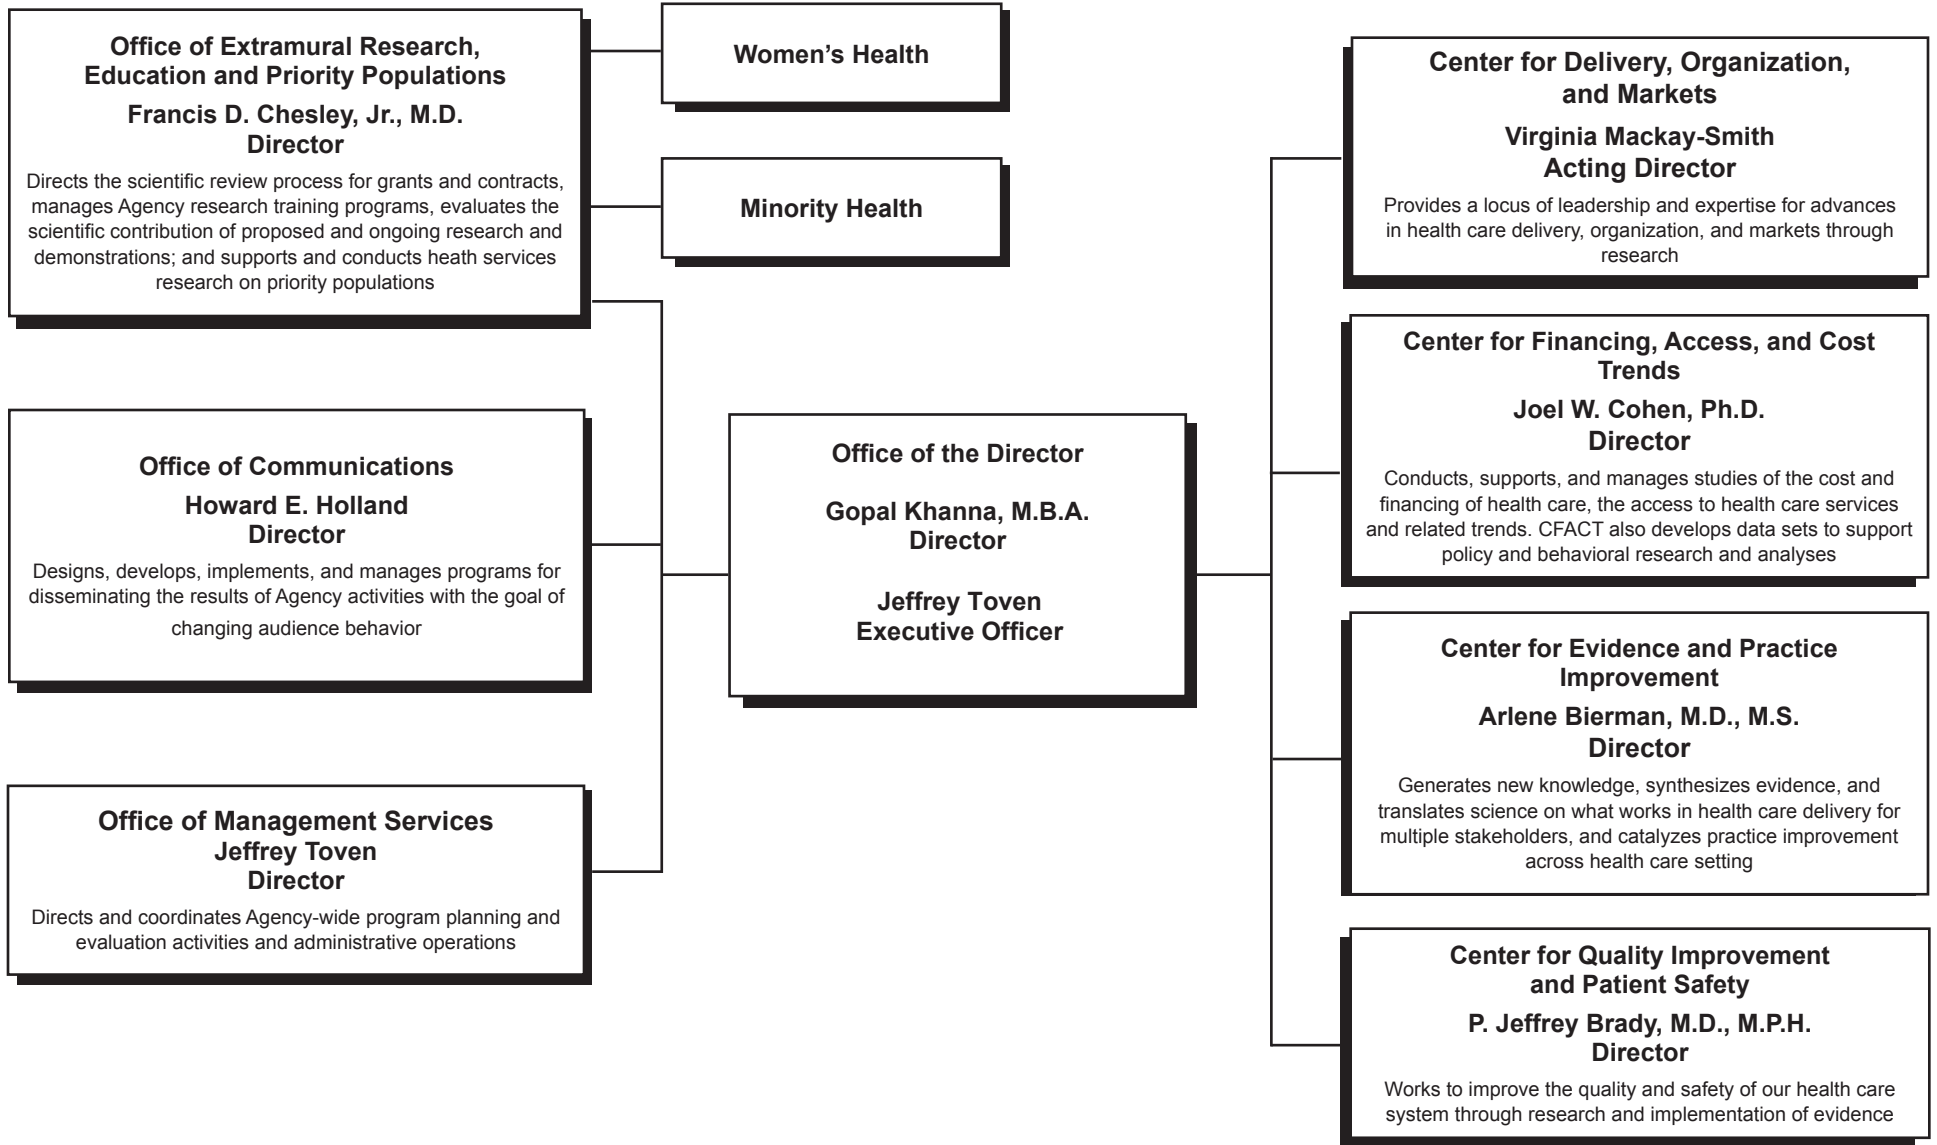 Office of Extramural Research,
Education and Priority Populations
Francis D. Chesley, Jr., M.D.
Director
Directs the scientific review process for grants and contracts,
manages Agency research training programs, evaluates the
scientific contribution of proposed and ongoing research and
demonstrations; and supports and conducts heath services
research on priority populations
Women’s Health
Minority Health
Office of Communications
Howard E. Holland
Director
Designs, develops, implements, and manages programs for
disseminating the results of Agency activities with the goal of
changing audience behavior
Office of Management Services
Jeffrey Toven
Director
Directs and coordinates Agency-wide program planning and
evaluation activities and administrative operations
Office of the Director
Gopal Khanna, M.B.A.
Director
Jeffrey Toven
Executive Officer
Center for Delivery, Organization,
and Markets
Virginia Mackay-Smith
Acting Director
Provides a locus of leadership and expertise for advances
in health care delivery, organization, and markets through
research
Center for Financing, Access, and Cost
Trends
Joel W. Cohen, Ph.D.
Director
Conducts, supports, and manages studies of the cost and
financing of health care, the access to health care services
and related trends. CFACT also develops data sets to support
policy and behavioral research and analyses
Center for Evidence and Practice
Improvement
Arlene Bierman, M.D., M.S.
Director
Generates new knowledge, synthesizes evidence, and
translates science on what works in health care delivery for
multiple stakeholders, and catalyzes practice improvement
across health care setting
Center for Quality Improvement
and Patient Safety
P. Jeffrey Brady, M.D., M.P.H.
Director
Works to improve the quality and safety of our health care
system through research and implementation of evidence